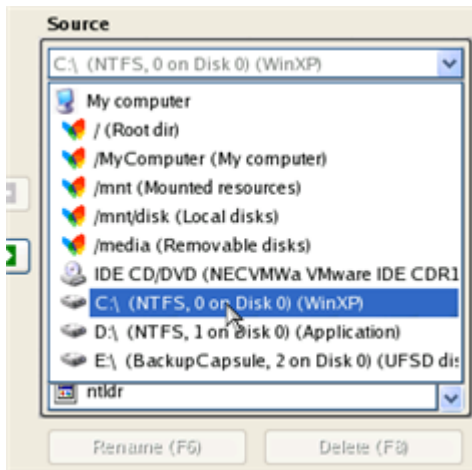 Source
C:\ (NTFS, 0 on Disk 0) (WinXP)
My computer
/ (Root dir)
/MyComputer (My computer)
/mnt (Mounted resources)
/mnt/disk (Local disks)
/media (Removable disks)
IDE CD/DVD (NECVMWa VMware IDE CDR1
C:\ (NTFS, 0 on Disk 0) (WinXP)
D:\ (NTFS, 1 on Disk 0) (Application)
E:\ (BackupCapsule, 2 on Disk 0) (UFSD dis
ntldr
Rename (F6)
Delete (F8)